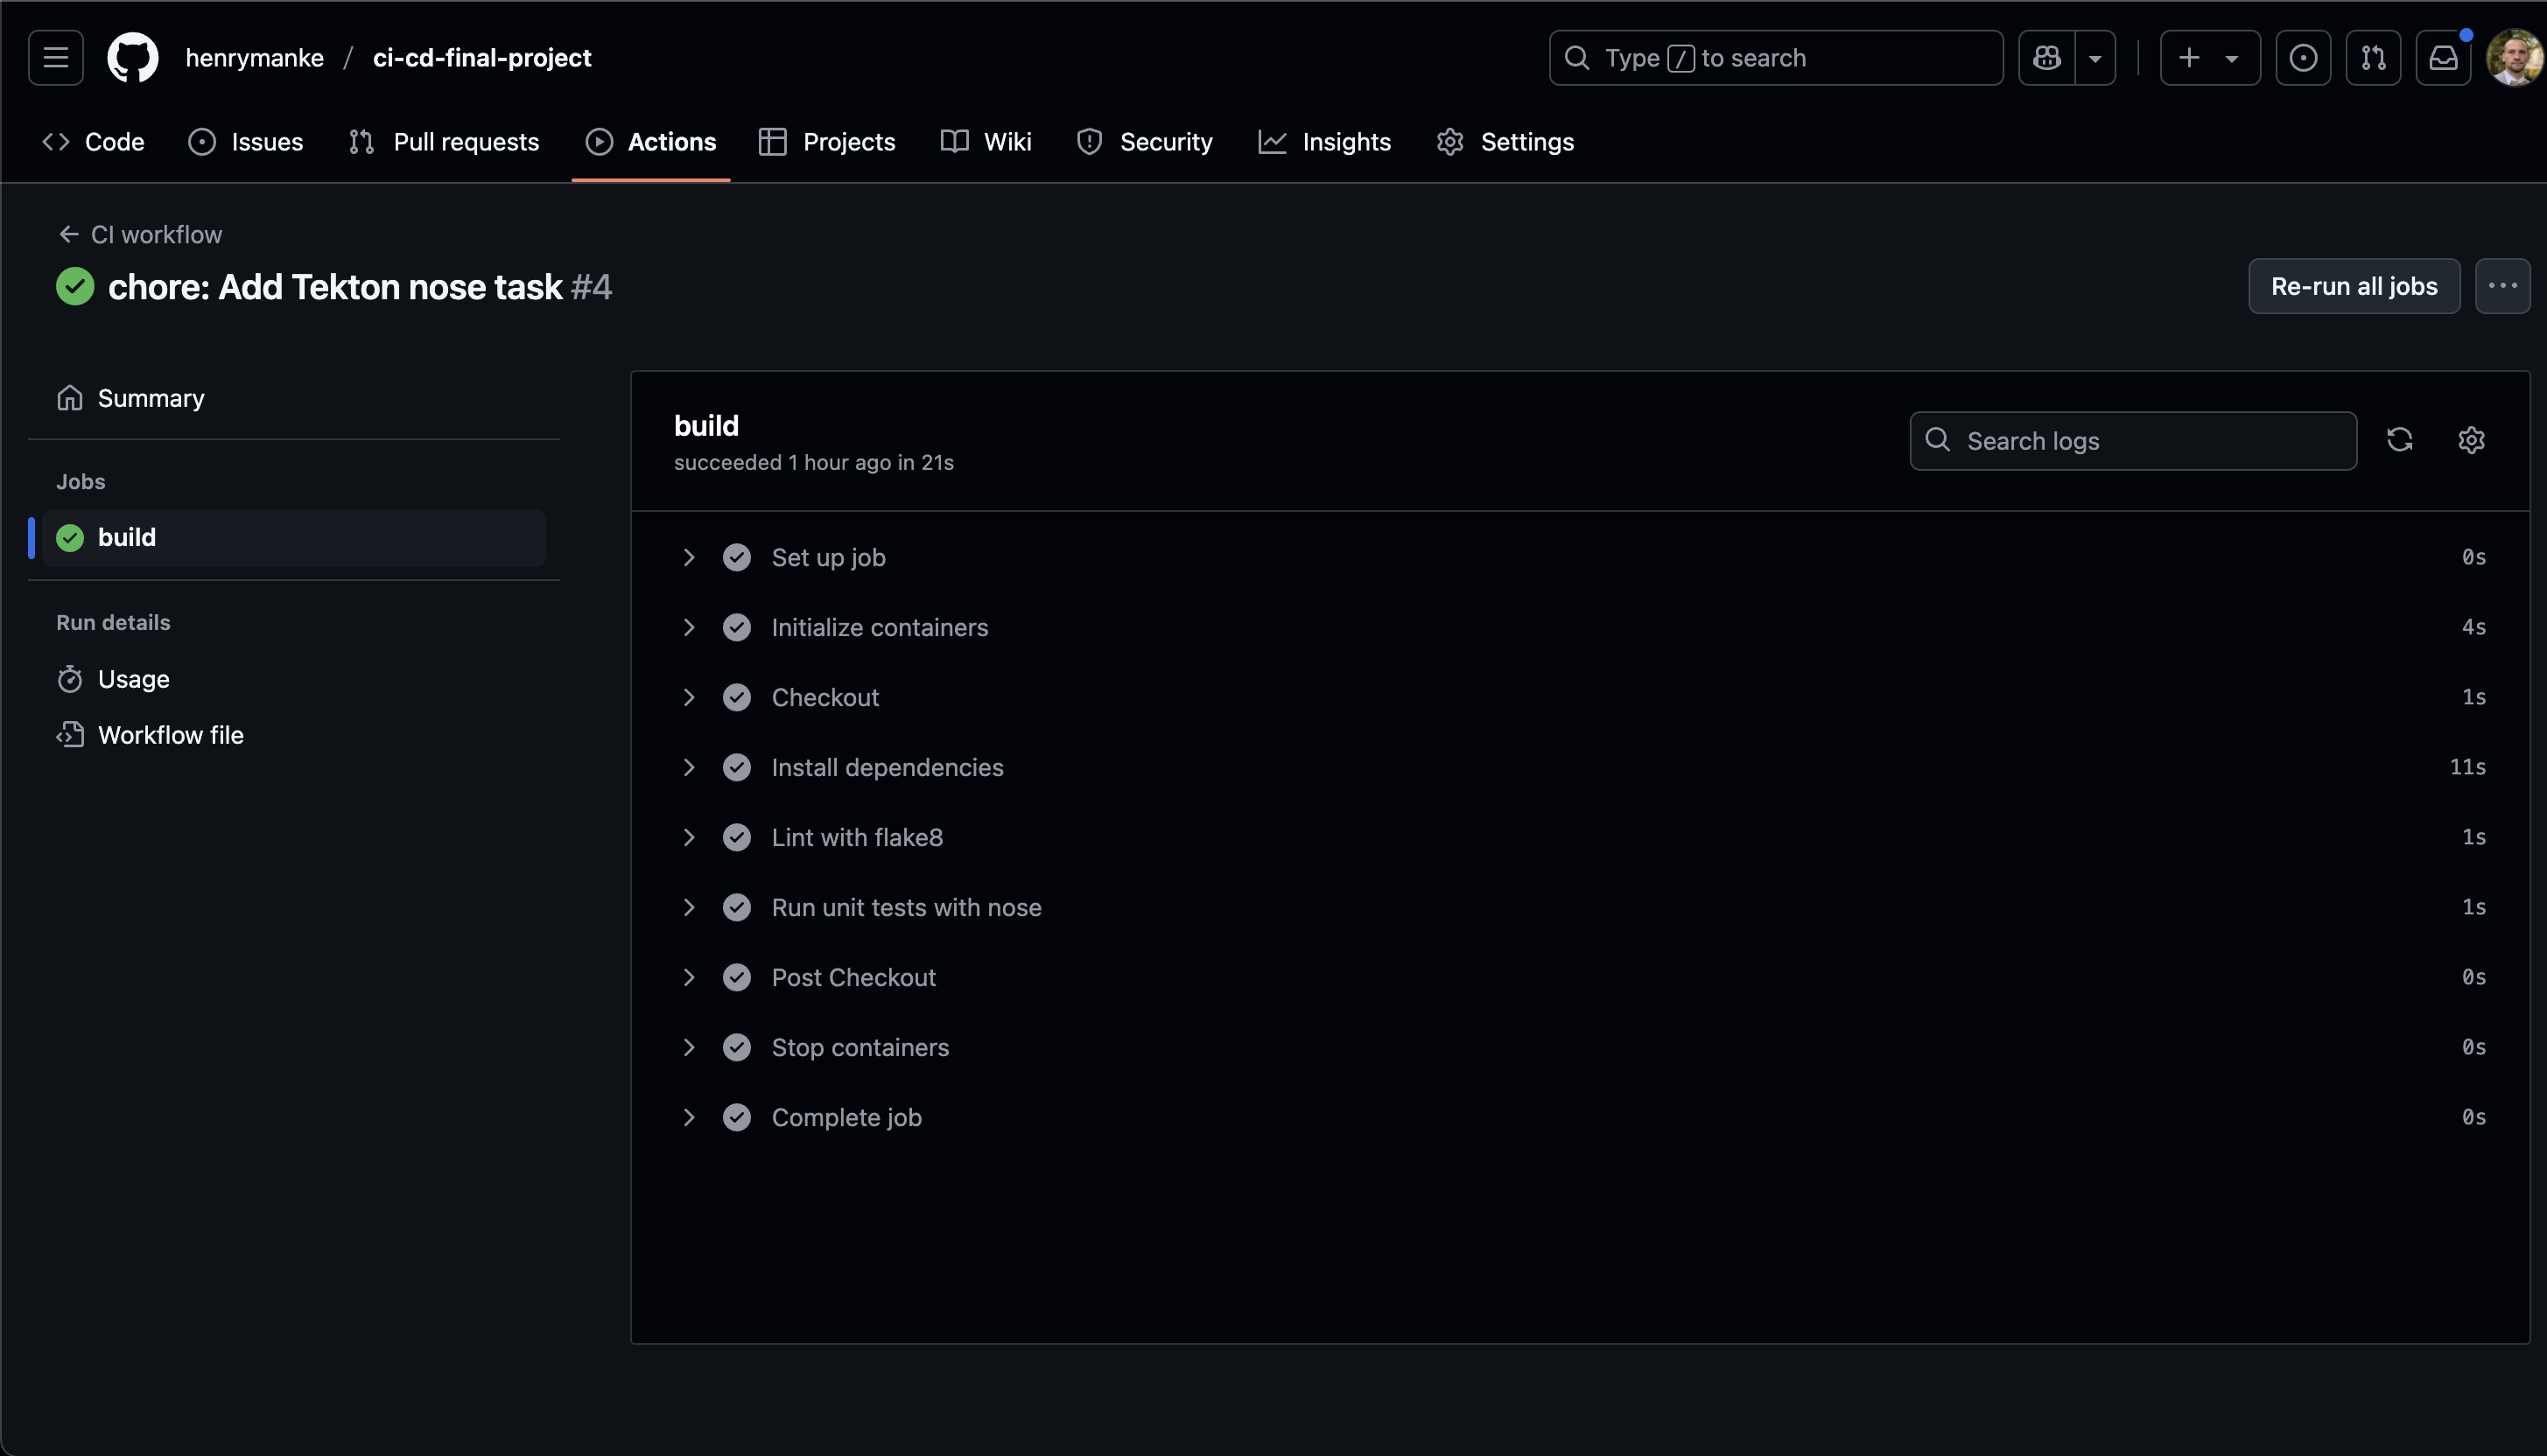 henrymanke / ci-cd-final-project
Type / to search
Code
Issues
Pull requests
Actions
Projects
Wiki
Security
Insights
Settings
CI workflow
chore: Add Tekton nose task #4
Re-run all jobs
Summary
Jobs
build
Run details
Usage
Workflow file
build
succeeded 1 hour ago in 21s
Search logs
Set up job 0s
Initialize containers 4s
Checkout 1s
Install dependencies 11s
Lint with flake8 1s
Run unit tests with nose 1s
Post Checkout 0s
Stop containers 0s
Complete job 0s